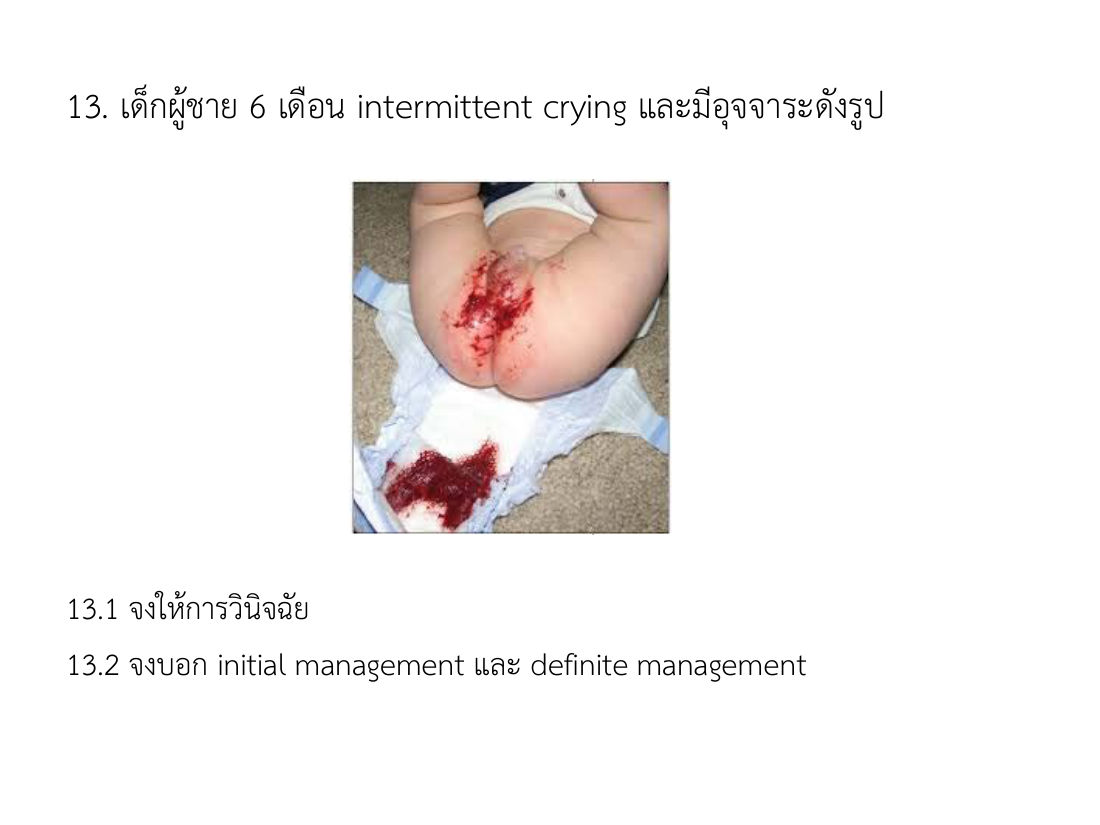 13. เด็กผู้ชาย 6 เดือน intermittent crying และมีอุจจาระดังรูป
13.1 จงให้การวินิจฉัย
13.2 จงบอก initial management และ definite management